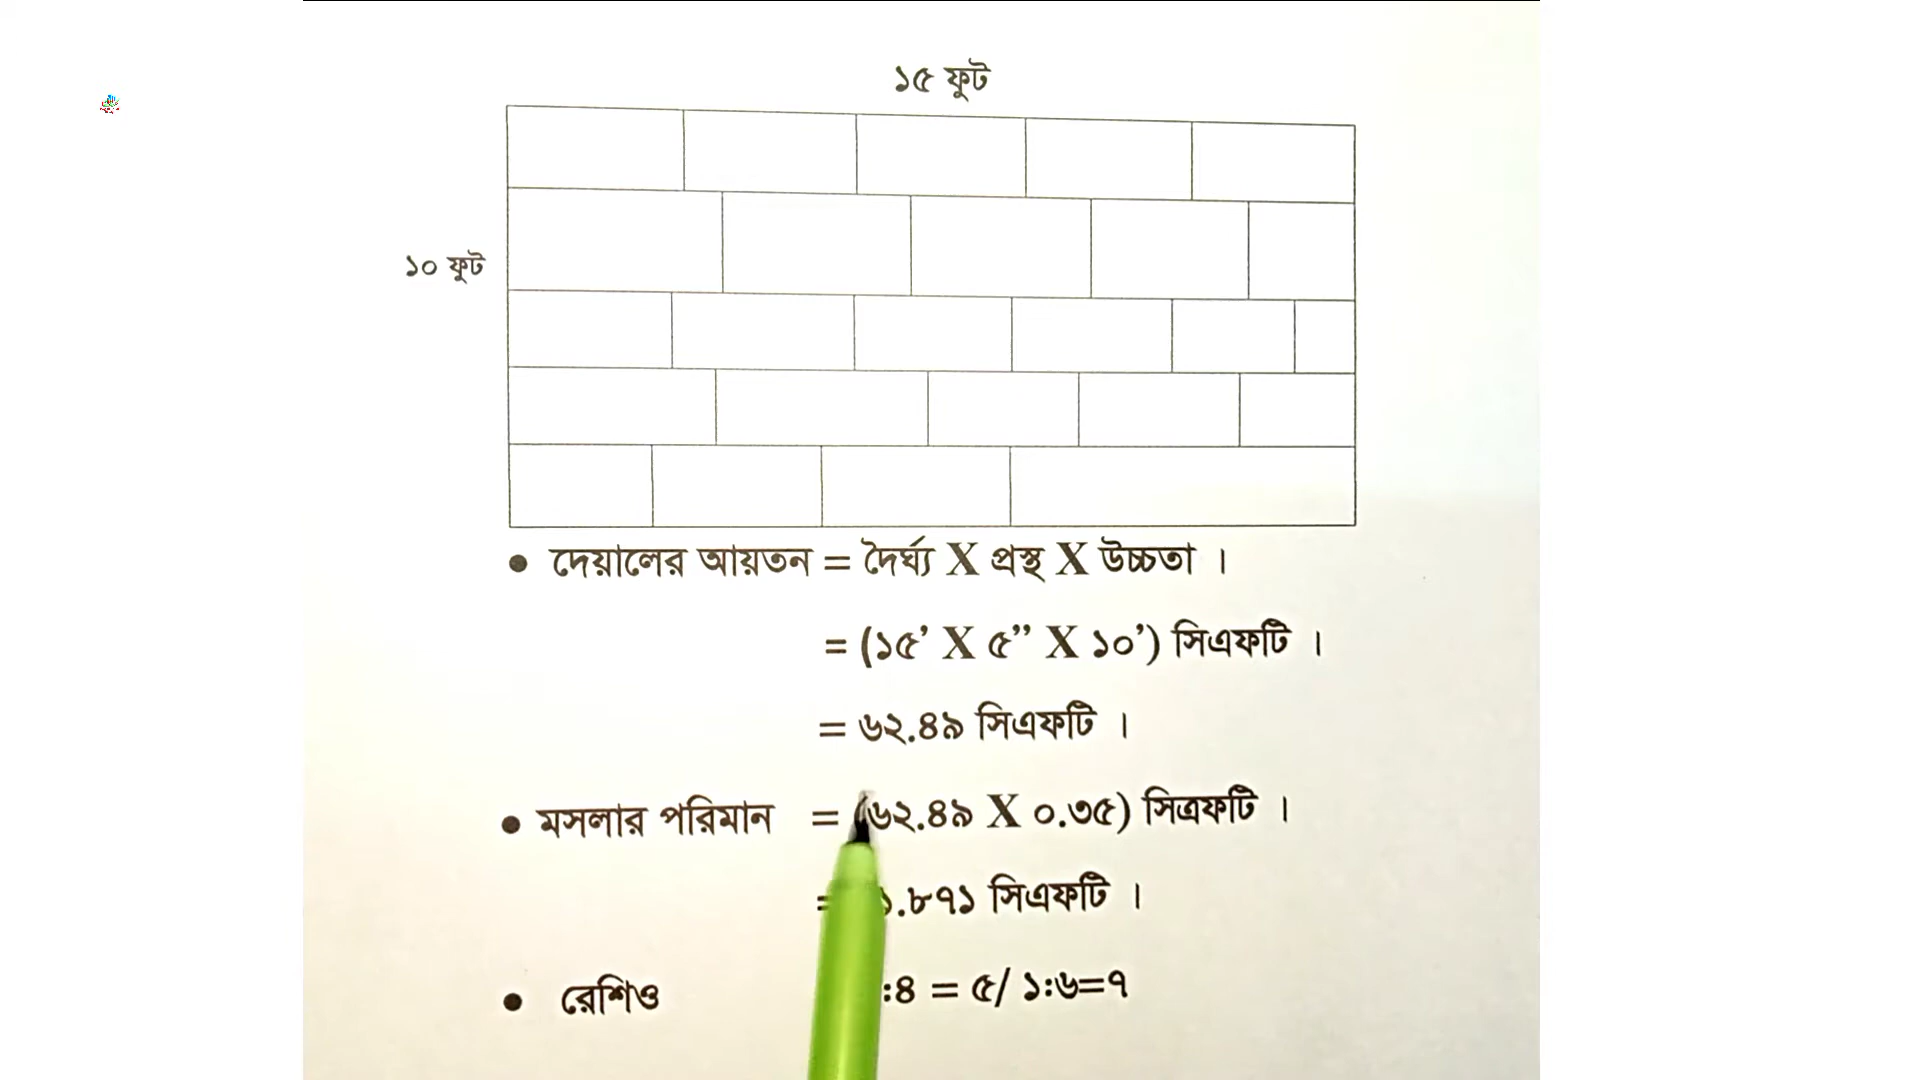 ১৫ ফুট
১০ ফুট
• দেয়ালের আয়তন = দৈর্ঘ্য X প্রস্থ X উচ্চতা ।
= (১৫’ X ৫” X ১০’) সিএফটি ।
= ৬২.৪৯ সিএফটি ।
• মসলার পরিমান = (৬২.৪৯ X ০.৩৫) সিত্রফটি ।
.৮৭১ সিএফটি ।
• রেশিও :৪ = ৫/ ১:৬=৭